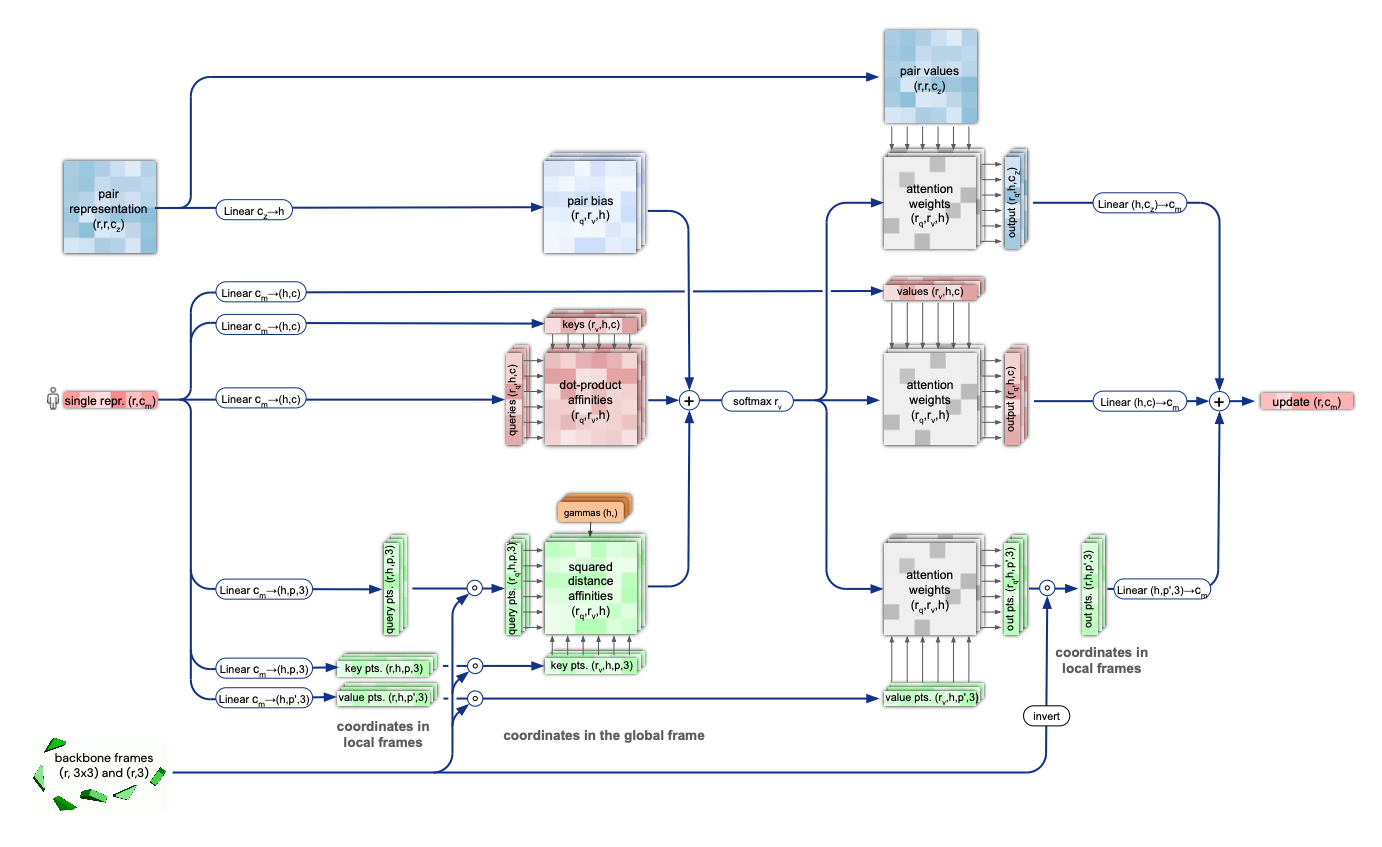 pair values
(r,r,c_z)
pair
representation
(r,r,c_z)
Linear c_z→h
pair bias
(r_q,r_v,h)
attention
weights
(r_q,r_v,h)
output (r_q,h,c_z)
Linear (h,c_z)→c_m
Linear c_m→(h,c)
values (r_v,h,c)
Linear c_m→(h,c)
keys (r_v,h,c)
single repr. (r,c_m)
Linear c_m→(h,c)
queries (r_q,h,c)
dot-product
affinities
(r_q,r_v,h)
+
softmax r_v
attention
weights
(r_q,r_v,h)
output (r_q,h,c)
Linear (h,c)→c_m
+
update (r,c_m)
gammas (h,)
Linear c_m→(h,p,3)
query pts. (r,h,p,3)
query pts. (r_q,h,p,3)
squared
distance
affinities
(r_q,r_v,h)
attention
weights
(r_q,r_v,h)
out pts. (r_q,h,p',3)
out pts. (r,h,p',3)
Linear (h,p',3)→c_m
Linear c_m→(h,p,3)
key pts. (r,h,p,3)
key pts. (r_v,h,p,3)
Linear c_m→(h,p',3)
value pts. (r,h,p',3)
value pts. (r_v,h,p',3)
coordinates in
local frames
coordinates in
local frames
coordinates in the global frame
invert
backbone frames
(r, 3x3) and (r,3)